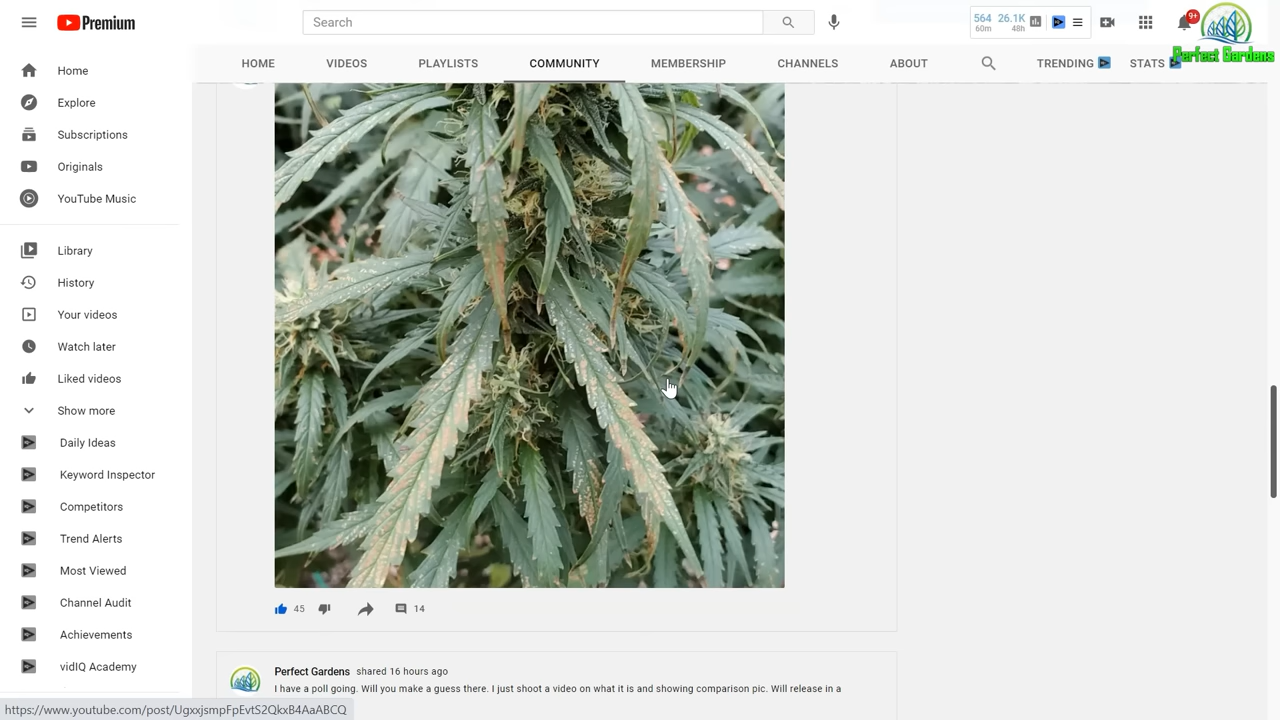 Premium
Search
564 26.1K
60m 48h
9+
Perfect Gardens
HOME VIDEOS PLAYLISTS COMMUNITY MEMBERSHIP CHANNELS ABOUT TRENDING STATS
Home
Explore
Subscriptions
Originals
YouTube Music
Library
History
Your videos
Watch later
Liked videos
Show more
Daily Ideas
Keyword Inspector
Competitors
Trend Alerts
Most Viewed
Channel Audit
Achievements
vidIQ Academy
45 14
Perfect Gardens shared 16 hours ago
I have a poll going. Will you make a guess there. I just shoot a video on what it is and showing comparison pic. Will release in a
https://www.youtube.com/post/UgxxjsmpFpEvtS2QkxB4AaABCQ